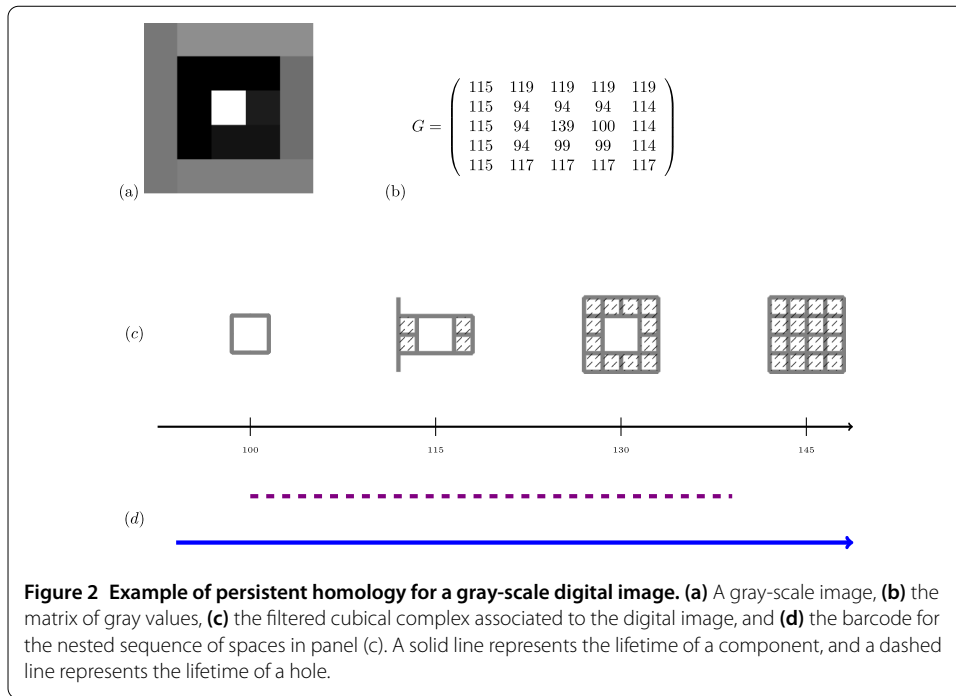 (a)
(b)
G =
115 119 119 119 119
115 94 94 94 114
115 94 139 100 114
115 94 99 99 114
115 117 117 117 117
(c)
100 115 130 145
(d)
Figure 2 Example of persistent homology for a gray-scale digital image. (a) A gray-scale image, (b) the
matrix of gray values, (c) the filtered cubical complex associated to the digital image, and (d) the barcode for
the nested sequence of spaces in panel (c). A solid line represents the lifetime of a component, and a dashed
line represents the lifetime of a hole.